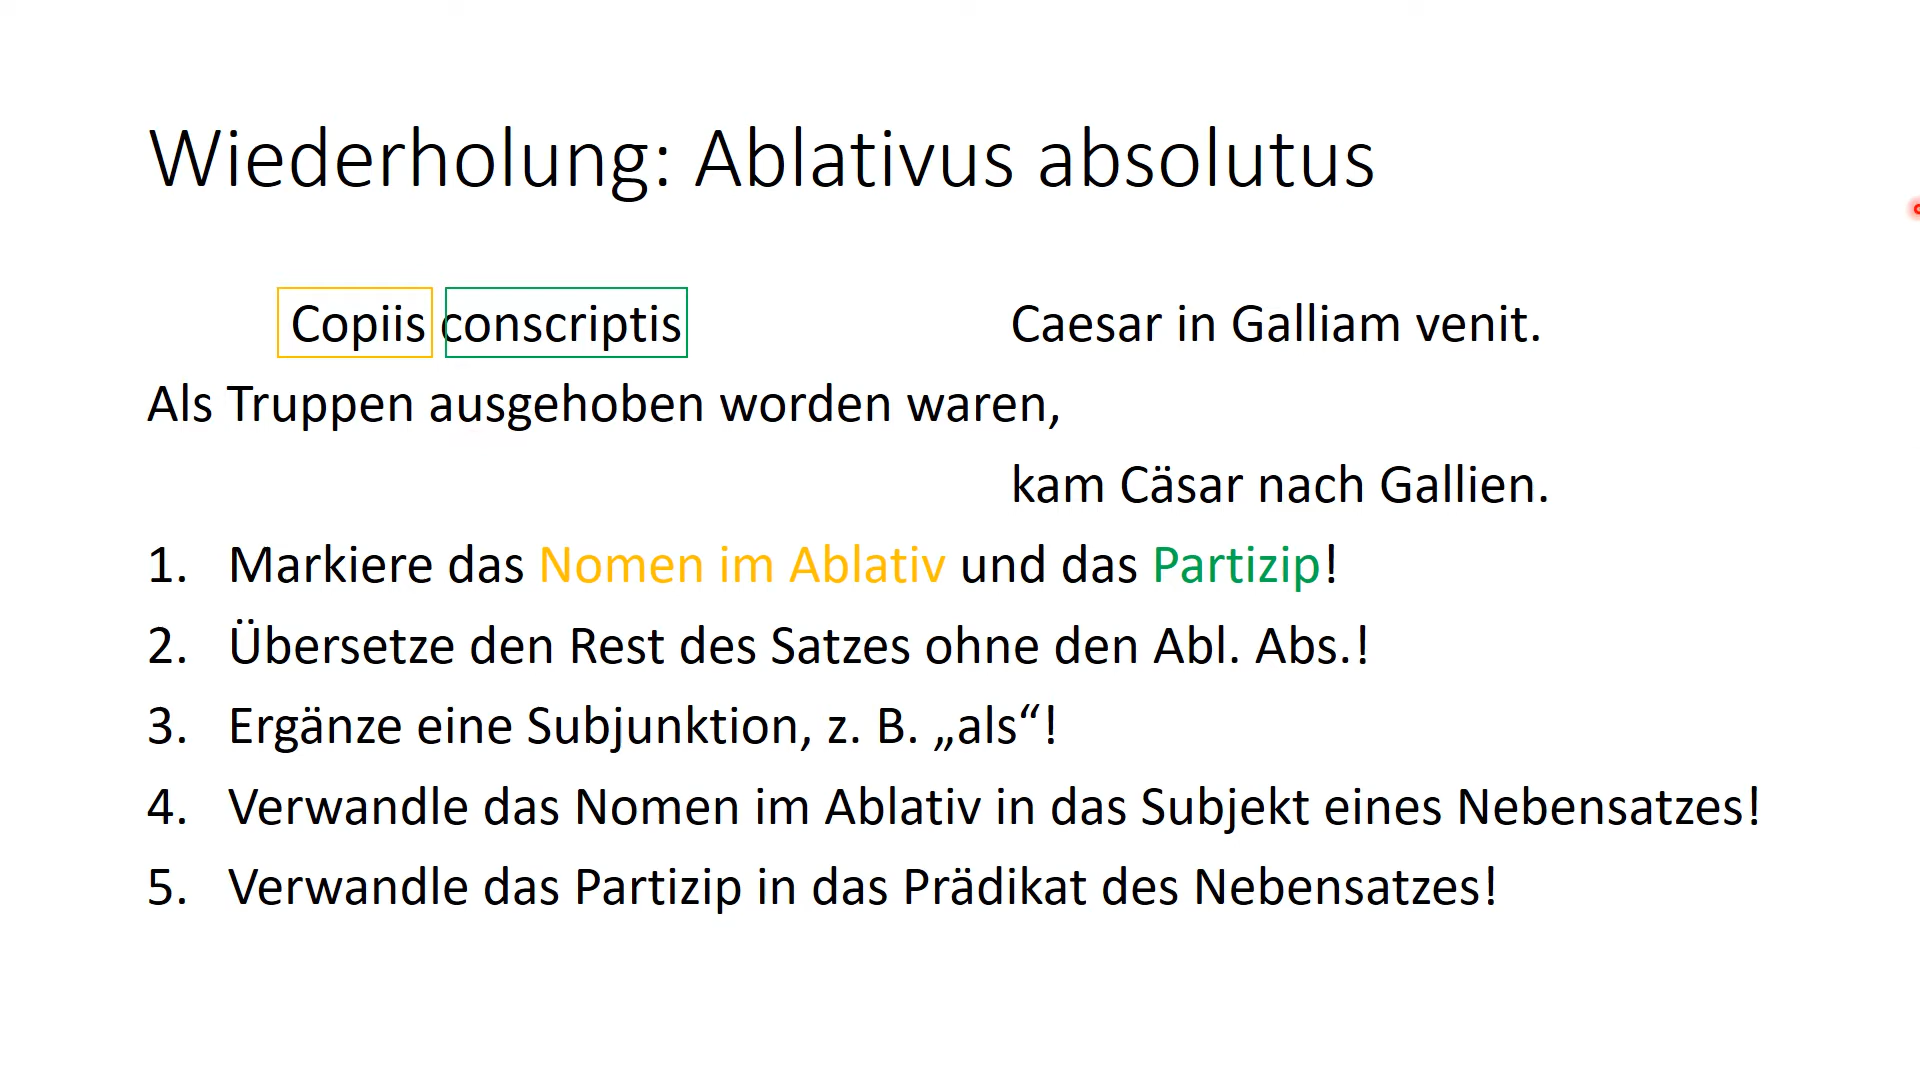 Wiederholung: Ablativus absolutus
Copiis conscriptis Caesar in Galliam venit.
Als Truppen ausgehoben worden waren,
kam Cäsar nach Gallien.
1. Markiere das Nomen im Ablativ und das Partizip!
2. Übersetze den Rest des Satzes ohne den Abl. Abs.!
3. Ergänze eine Subjunktion, z. B. „als“!
4. Verwandle das Nomen im Ablativ in das Subjekt eines Nebensatzes!
5. Verwandle das Partizip in das Prädikat des Nebensatzes!